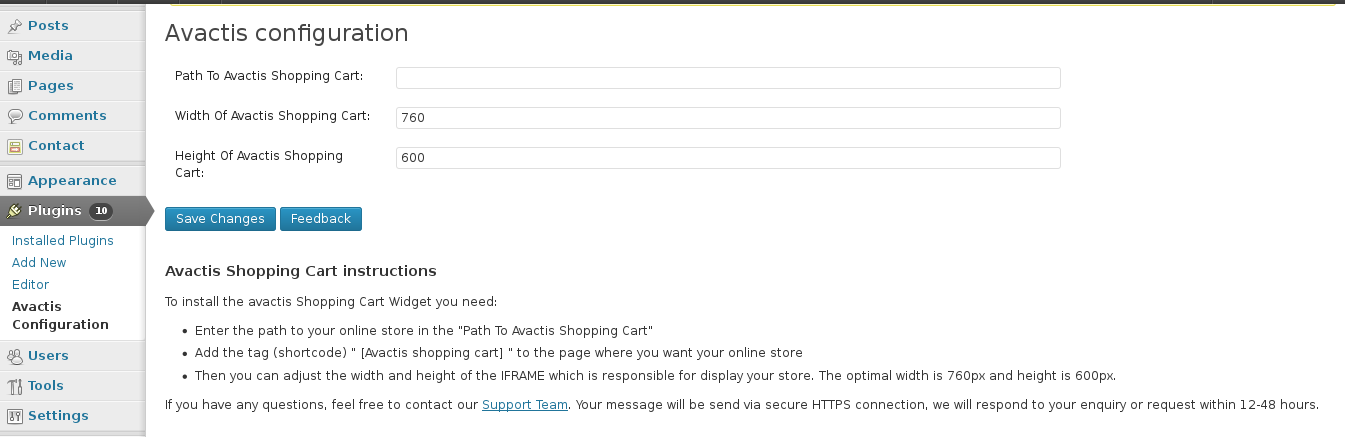 Posts
Media
Pages
Comments
Contact
Appearance
Plugins 10
Installed Plugins
Add New
Editor
Avactis
Configuration
Users
Tools
Settings
Avactis configuration
Path To Avactis Shopping Cart:
Width Of Avactis Shopping Cart: 760
Height Of Avactis Shopping
Cart:
600
Save Changes Feedback
Avactis Shopping Cart instructions
To install the avactis Shopping Cart Widget you need:
• Enter the path to your online store in the "Path To Avactis Shopping Cart"
• Add the tag (shortcode) " [Avactis shopping cart] " to the page where you want your online store
• Then you can adjust the width and height of the IFRAME which is responsible for display your store. The optimal width is 760px and height is 600px.
If you have any questions, feel free to contact our Support Team. Your message will be send via secure HTTPS connection, we will respond to your enquiry or request within 12-48 hours.